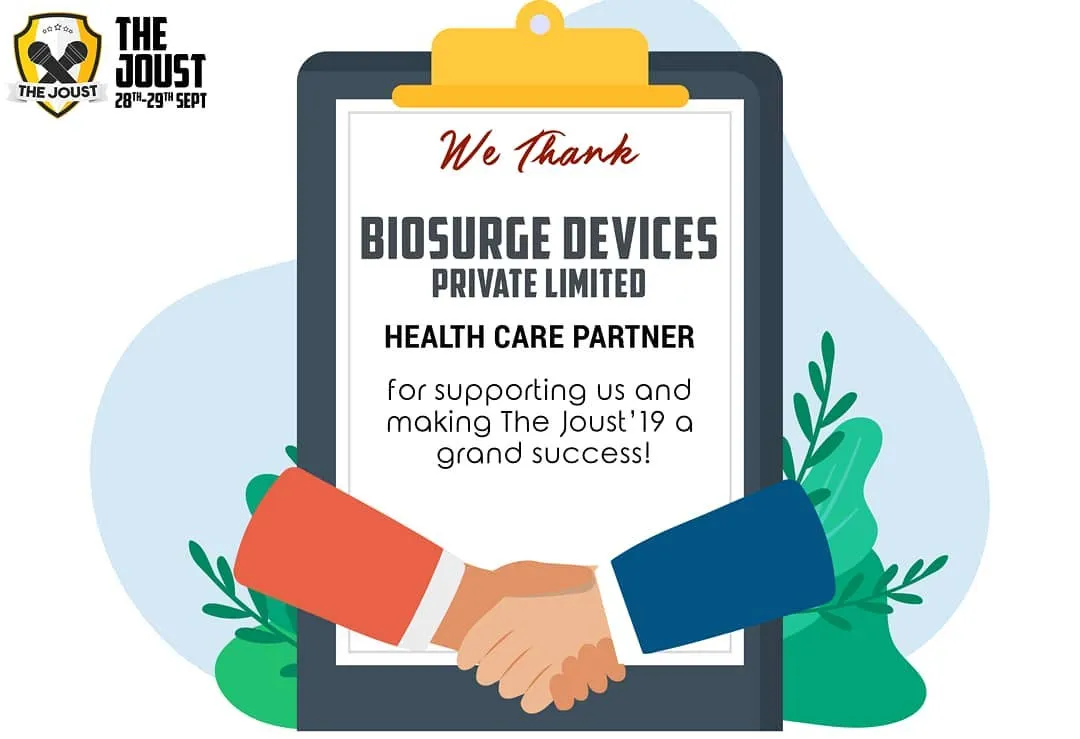 THE JOUST
THE
JOUST
28TH-29TH SEPT
We Thank
BIOSURGE DEVICES
PRIVATE LIMITED
HEALTH CARE PARTNER
for supporting us and
making The Joust'19 a
grand success!